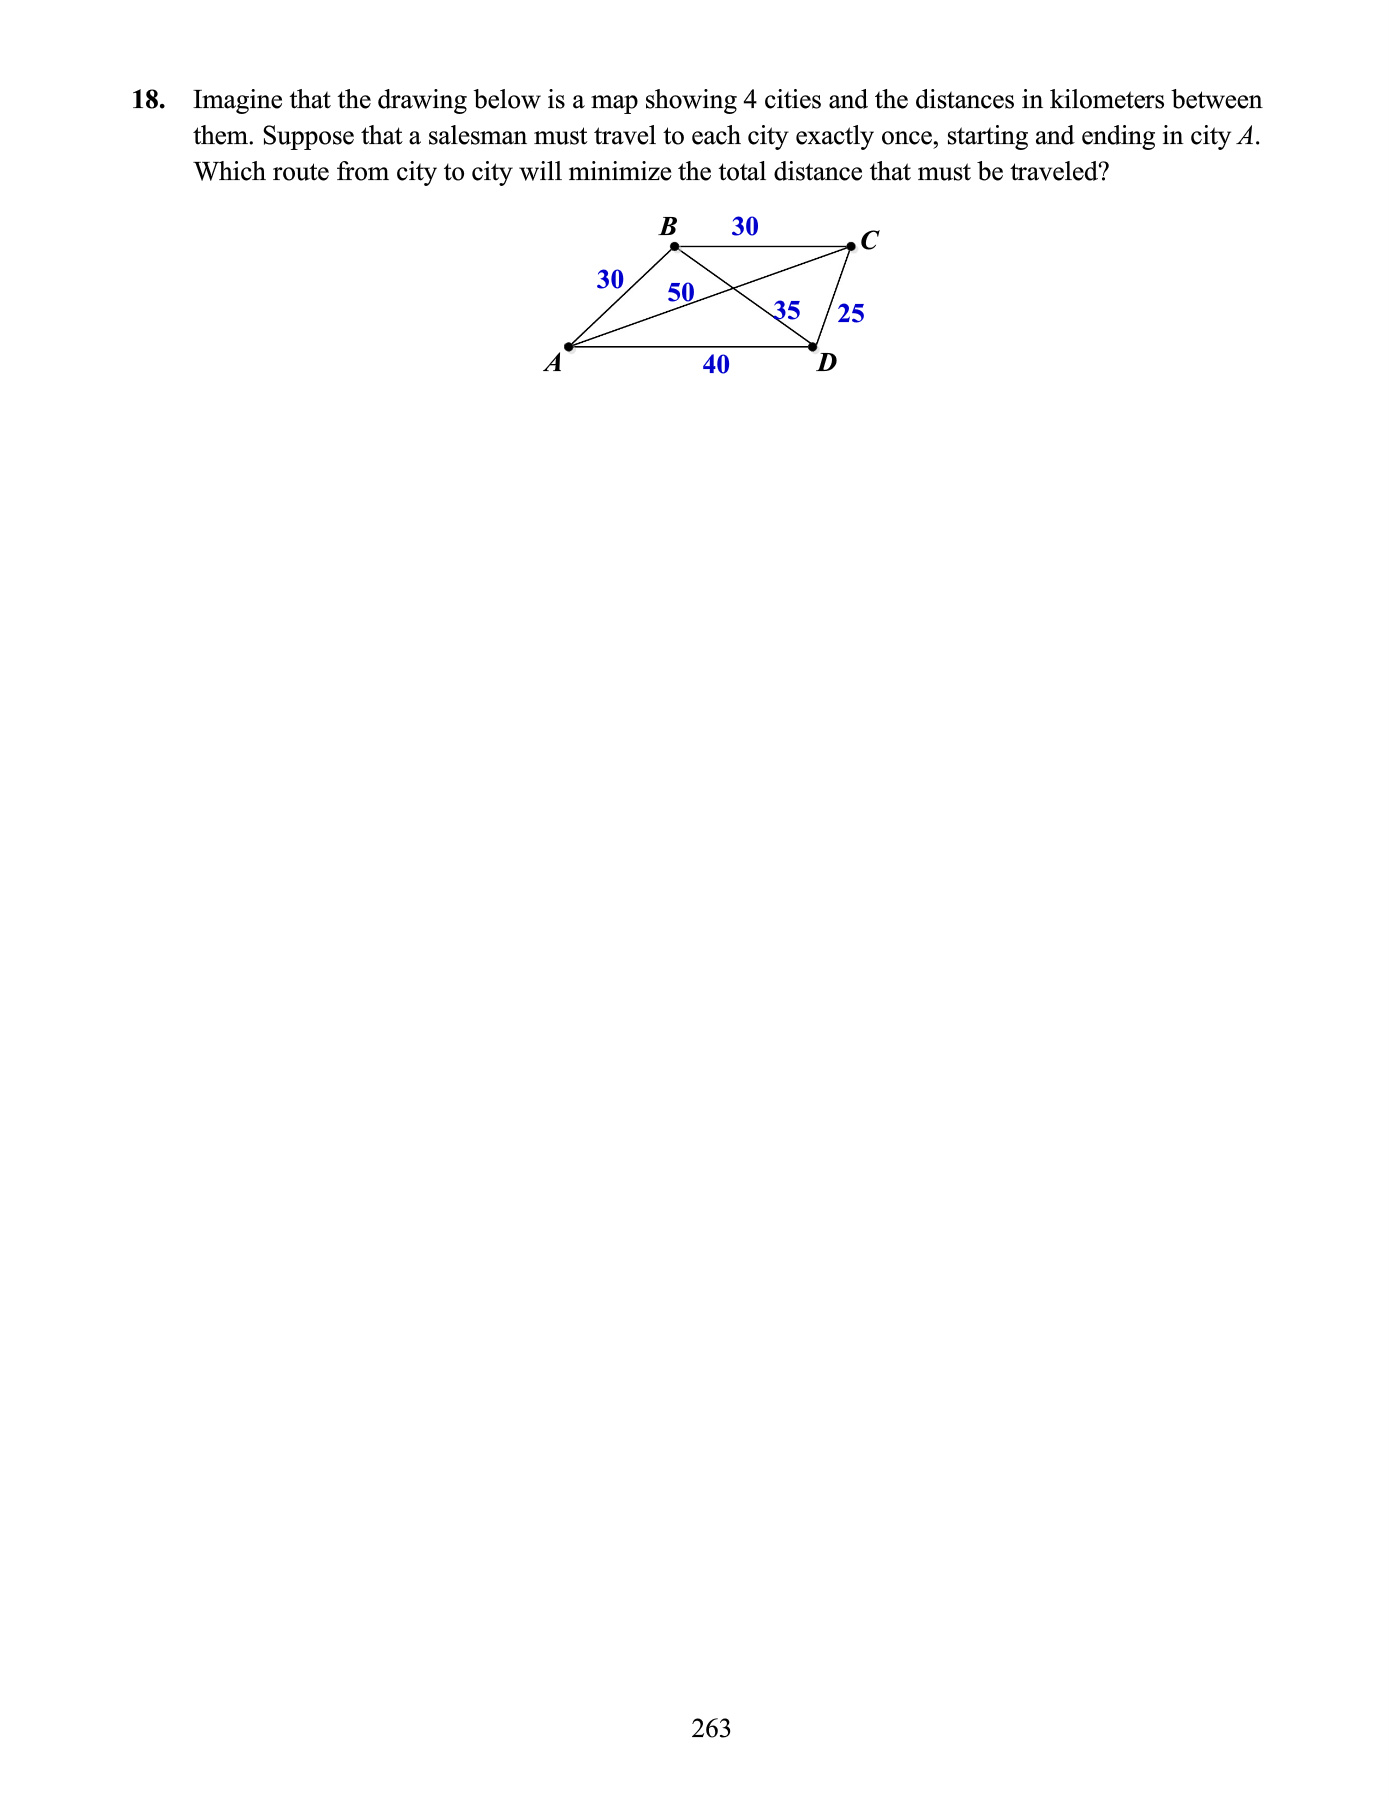 18. Imagine that the drawing below is a map showing 4 cities and the distances in kilometers between
them. Suppose that a salesman must travel to each city exactly once, starting and ending in city A.
Which route from city to city will minimize the total distance that must be traveled?
B 30 C
30 50 35 25
A 40 D
263